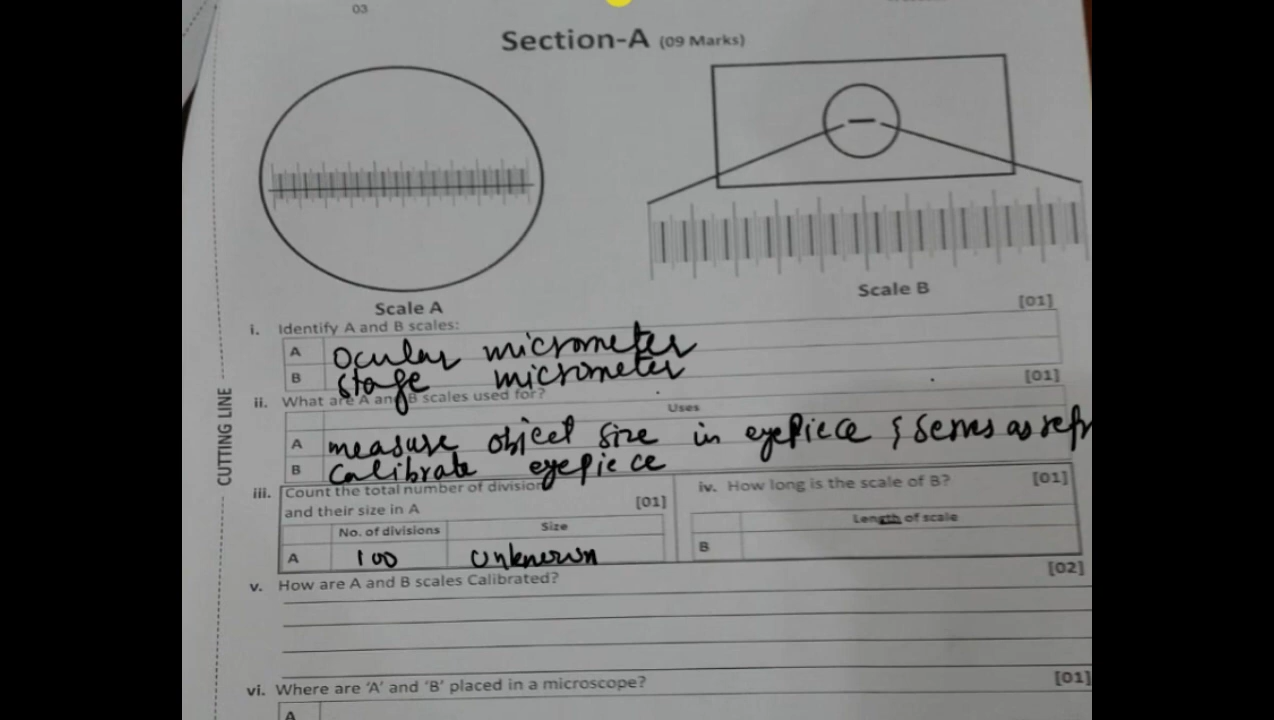 03
Section-A (09 Marks)
Scale A
Scale B
i. Identify A and B scales: [01]
A Ocular micrometer
B Stage micrometer
ii. What are A and B scales used for? [01]
Uses
A measure object size in eyepiece & serves as
B Calibrate eyepiece
iii. Count the total number of division
and their size in A [01]
No. of divisions Size
A 100 Unknown
iv. How long is the scale of B? [01]
Length of scale
B
v. How are A and B scales Calibrated? [02]
vi. Where are 'A' and 'B' placed in a microscope? [01]
A
CUTTING LINE